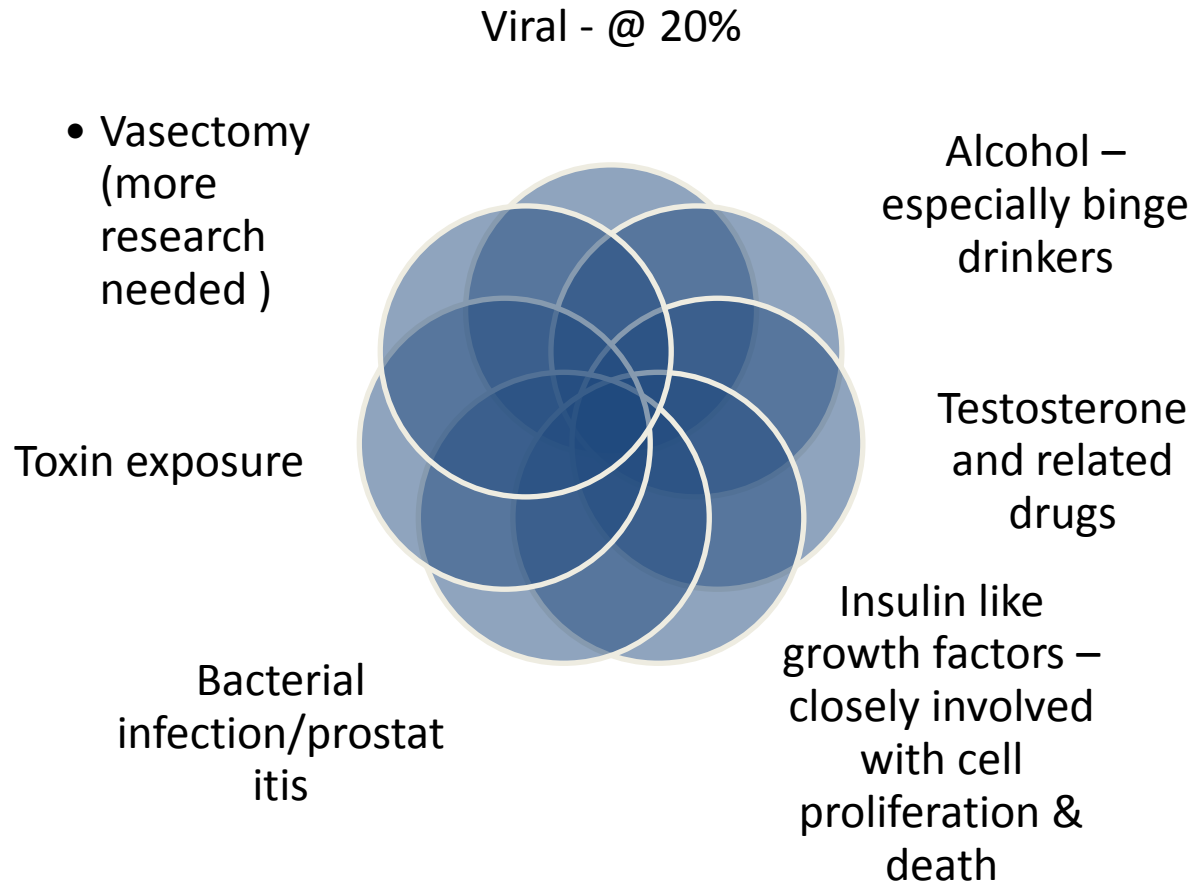 Viral - @ 20%
Alcohol –
especially binge
drinkers
Testosterone
and related
drugs
Insulin like
growth factors –
closely involved
with cell
proliferation &
death
Bacterial
infection/prostat
itis
Toxin exposure
• Vasectomy
(more
research
needed )